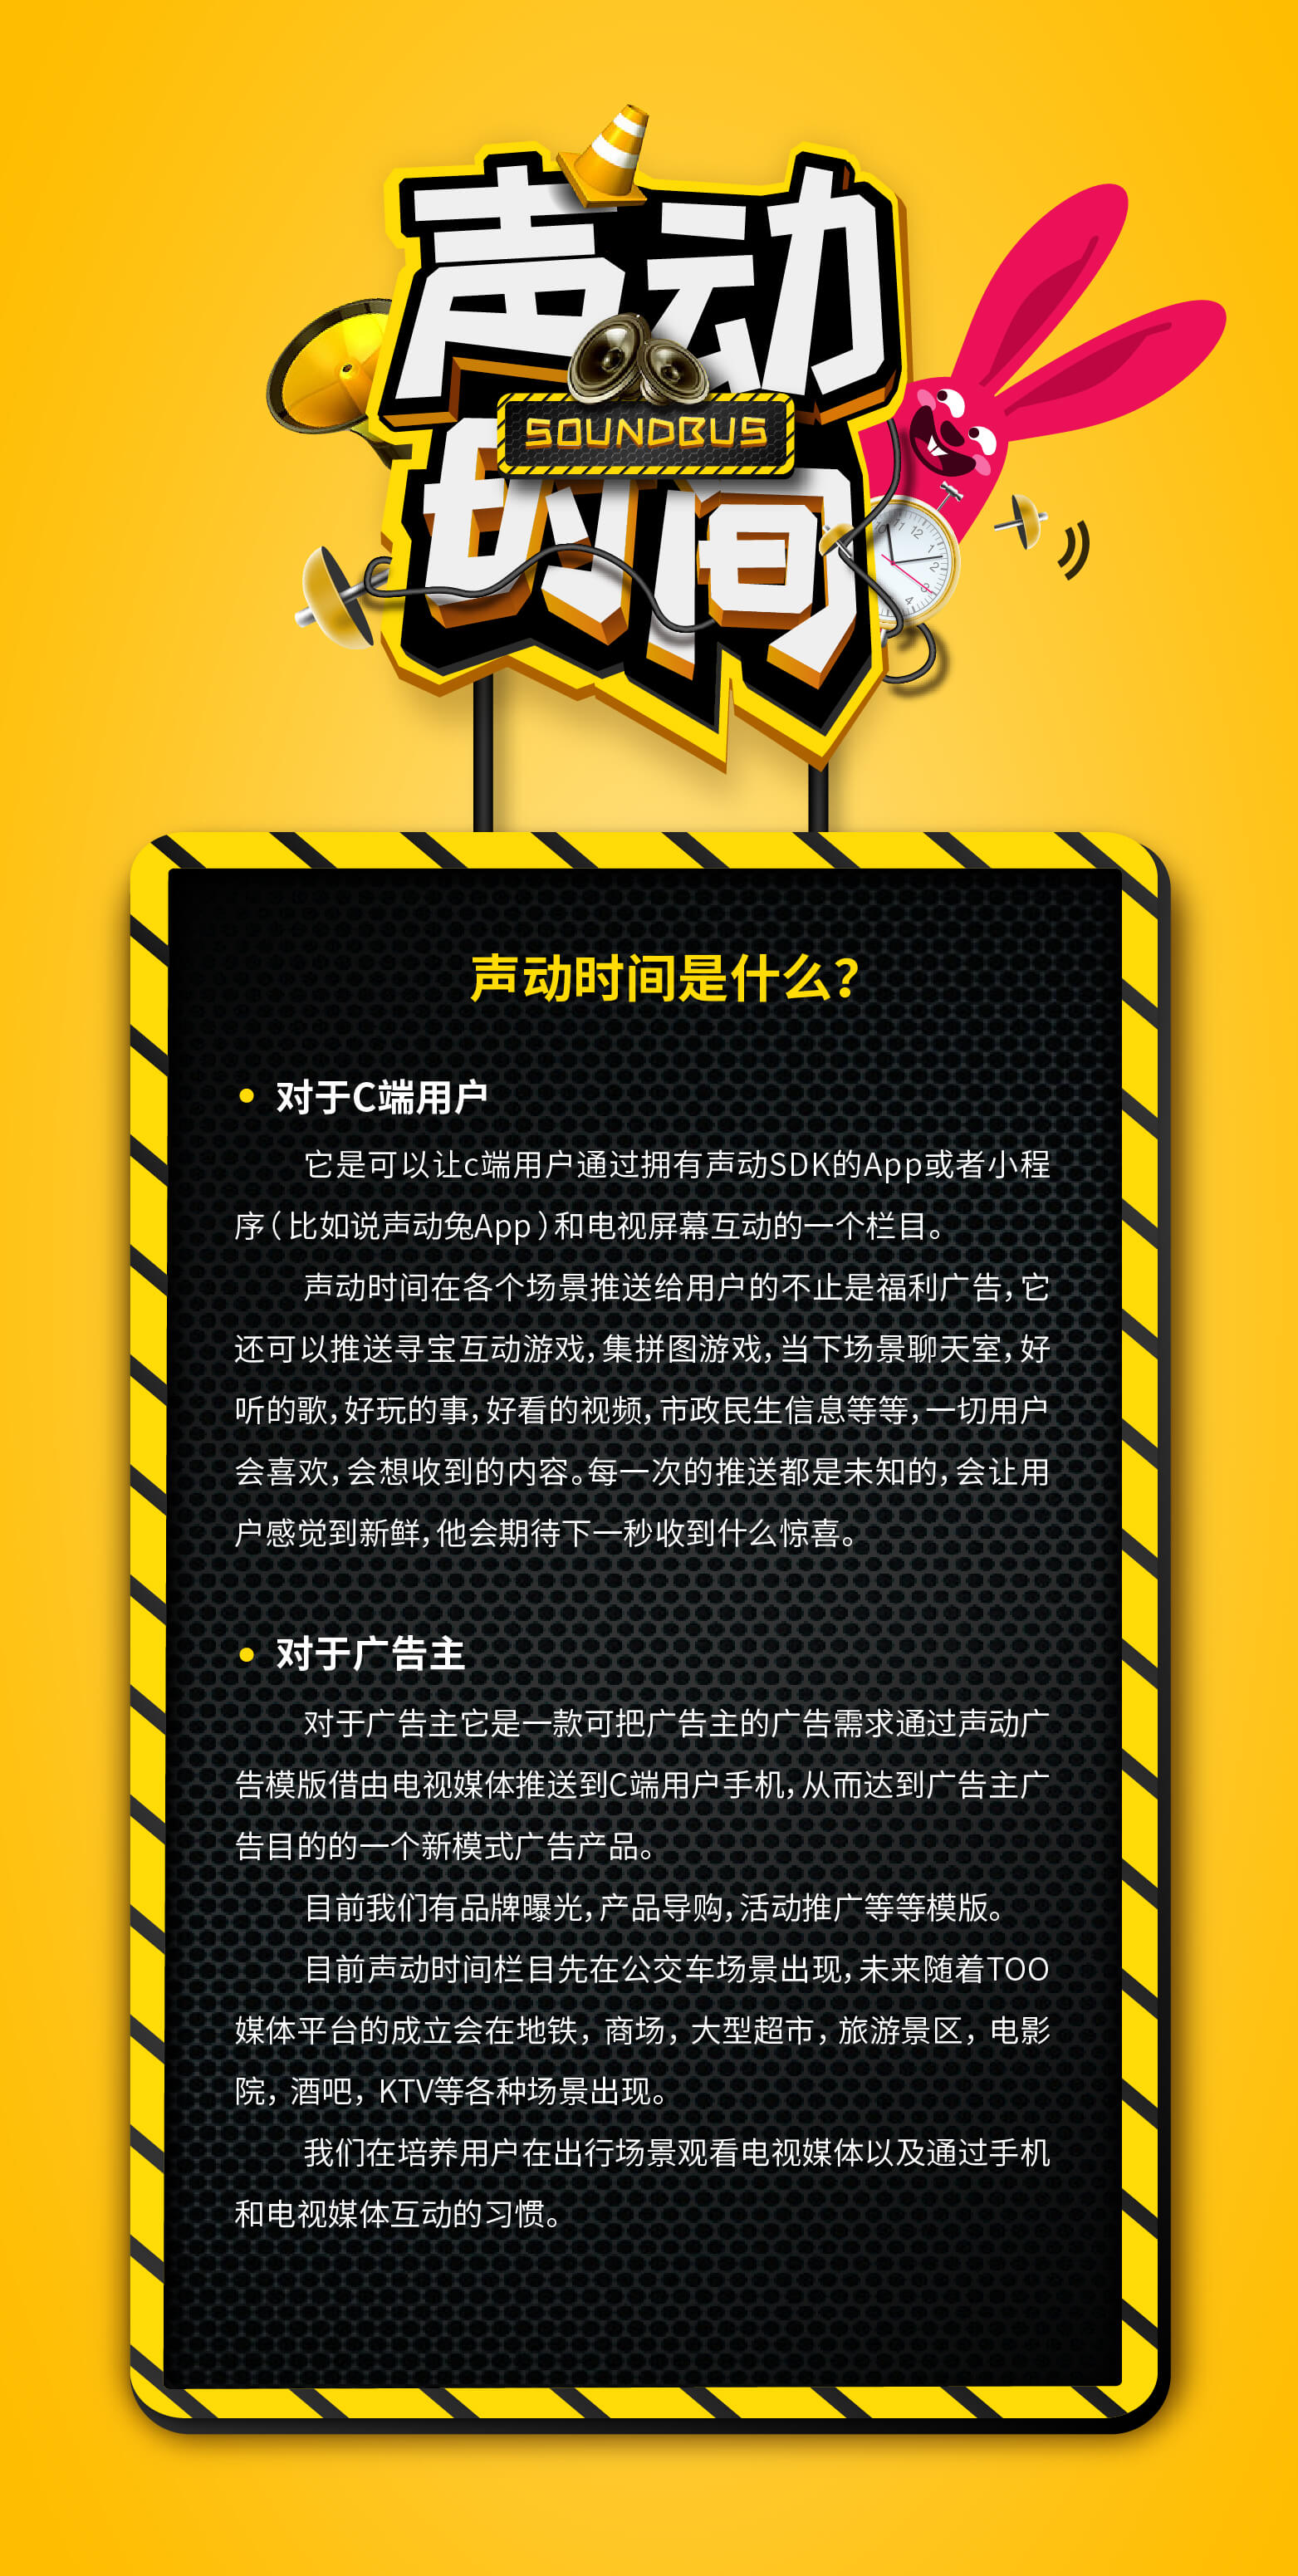 声动
SOUNDBUS
时间
声动时间是什么？
对于C端用户
它是可以让c端用户通过拥有声动SDK的App或者小程
序（比如说声动兔App）和电视屏幕互动的一个栏目。
声动时间在各个场景推送给用户的不止是福利广告，它
还可以推送寻宝互动游戏，集拼图游戏，当下场景聊天室，好
听的歌，好玩的事，好看的视频，市政民生信息等等，一切用户
会喜欢，会想收到的内容。每一次的推送都是未知的，会让用
户感觉到新鲜，他会期待下一秒收到什么惊喜。
对于广告主
对于广告主它是一款可把广告主的广告需求通过声动广
告模版借由电视媒体推送到C端用户手机，从而达到广告主广
告目的的一个新模式广告产品。
目前我们有品牌曝光，产品导购，活动推广等等模版。
目前声动时间栏目先在公交车场景出现，未来随着TOO
媒体平台的成立会在地铁，商场，大型超市，旅游景区，电影
院，酒吧，KTV等各种场景出现。
我们在培养用户在出行场景观看电视媒体以及通过手机
和电视媒体互动的习惯。